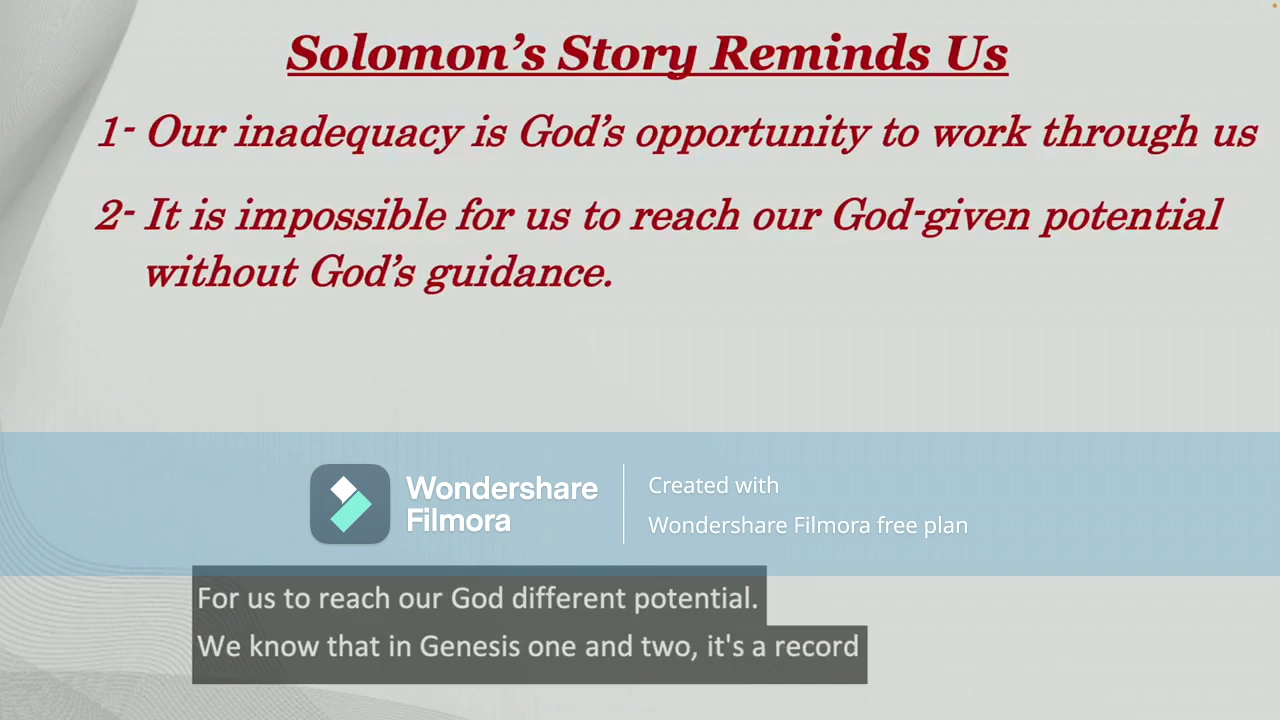 Solomon’s Story Reminds Us
1- Our inadequacy is God’s opportunity to work through us
2- It is impossible for us to reach our God-given potential
without God’s guidance.
Wondershare
Filmora
Created with
Wondershare Filmora free plan
For us to reach our God different potential.
We know that in Genesis one and two, it's a record